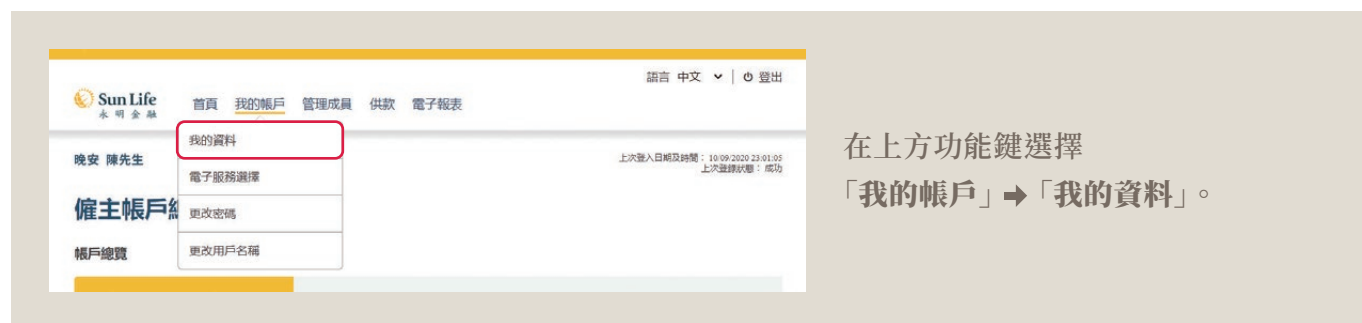 語言 中文 | 登出
Sun Life
永明金融
首頁 我的帳戶 管理成員 供款 電子報表
我的資料
晚安 陳先生
上次登入日期及時間： 10/09/2020 23:01:05
上次登錄狀態： 成功
電子服務選擇
僱主帳戶
更改密碼
帳戶總覽
更改用戶名稱
在上方功能鍵選擇
「我的帳戶」➡「我的資料」。